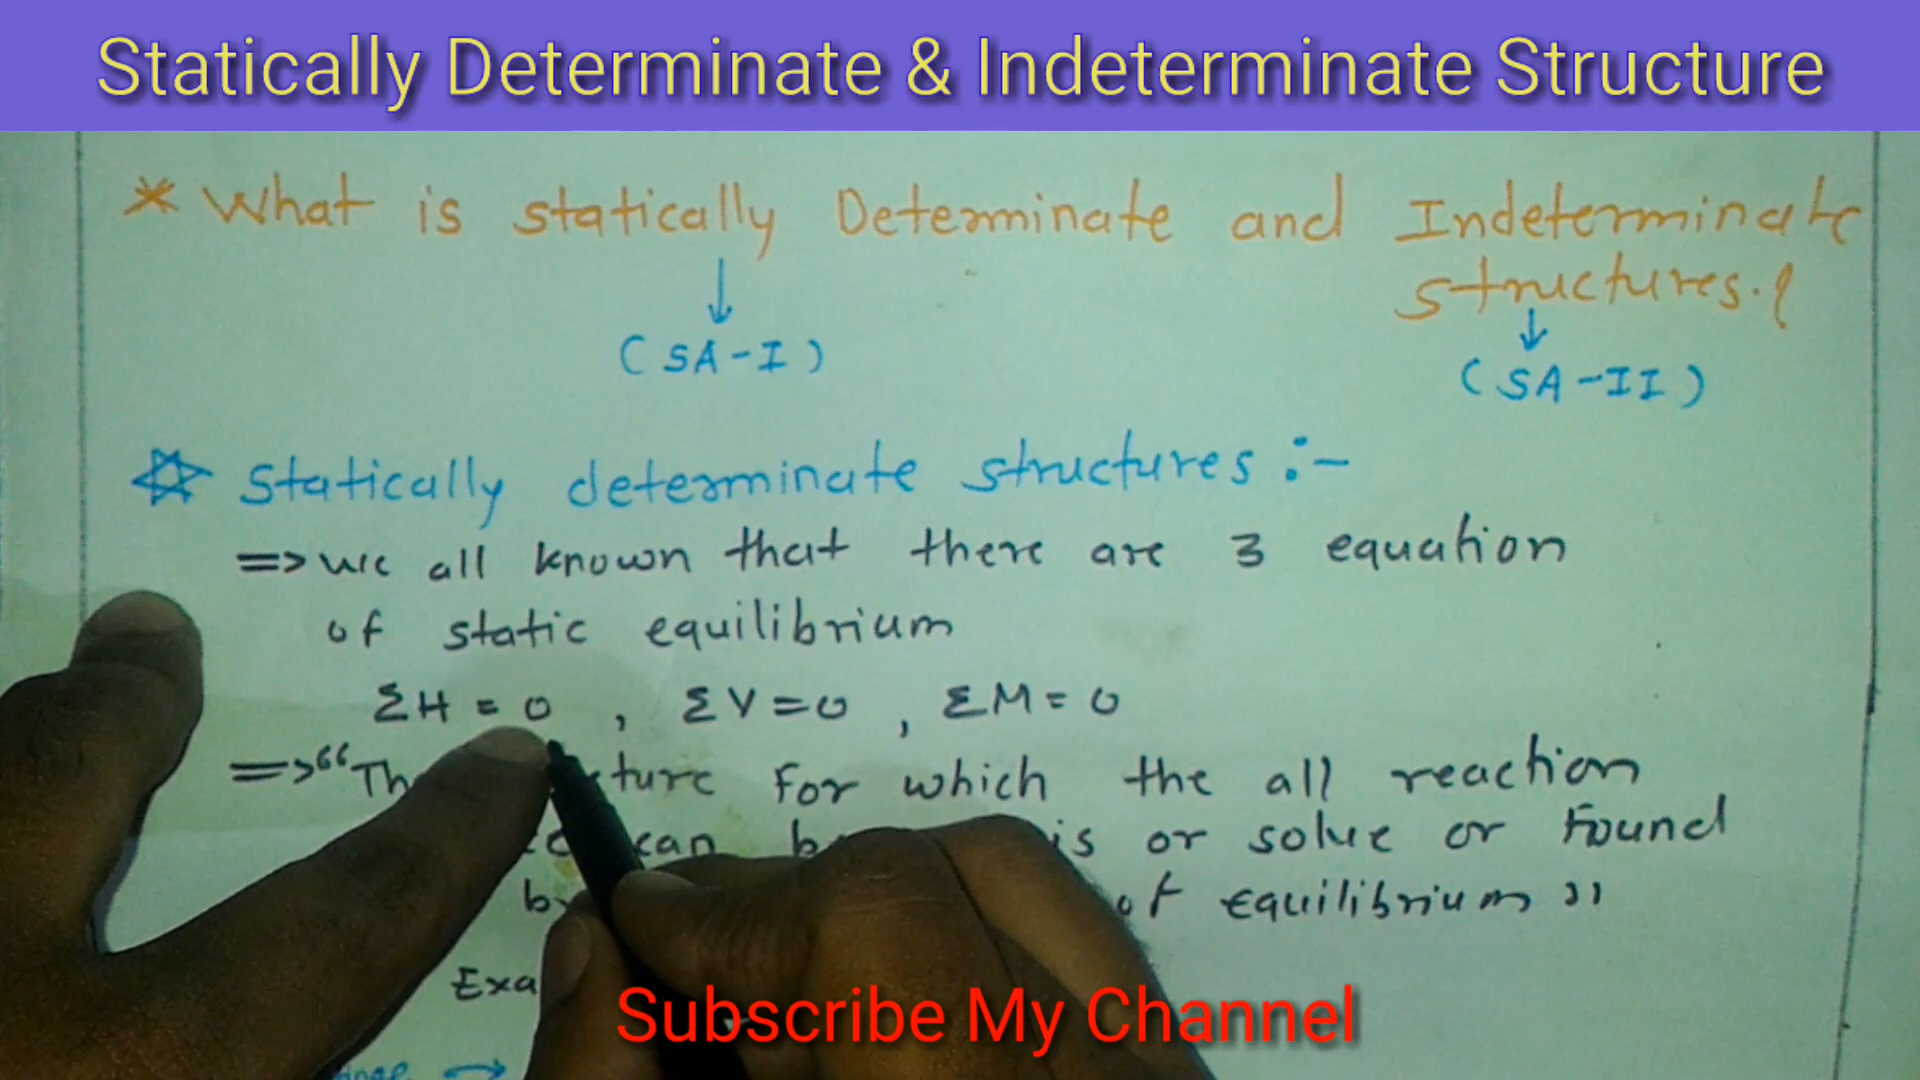 Statically Determinate & Indeterminate Structure
* What is statically Determinate and Indeterminate
structures.?
↓ ↓
(SA-I) (SA-II)
☆ Statically determinate structures :-
=> we all known that there are 3 equation
of static equilibrium
ΣH = 0 , ΣV = 0 , ΣM = 0
=> “Th ture for which the all reaction
can b is or solve or found
b of Equilibrium ”
Exa
Subscribe My Channel
→